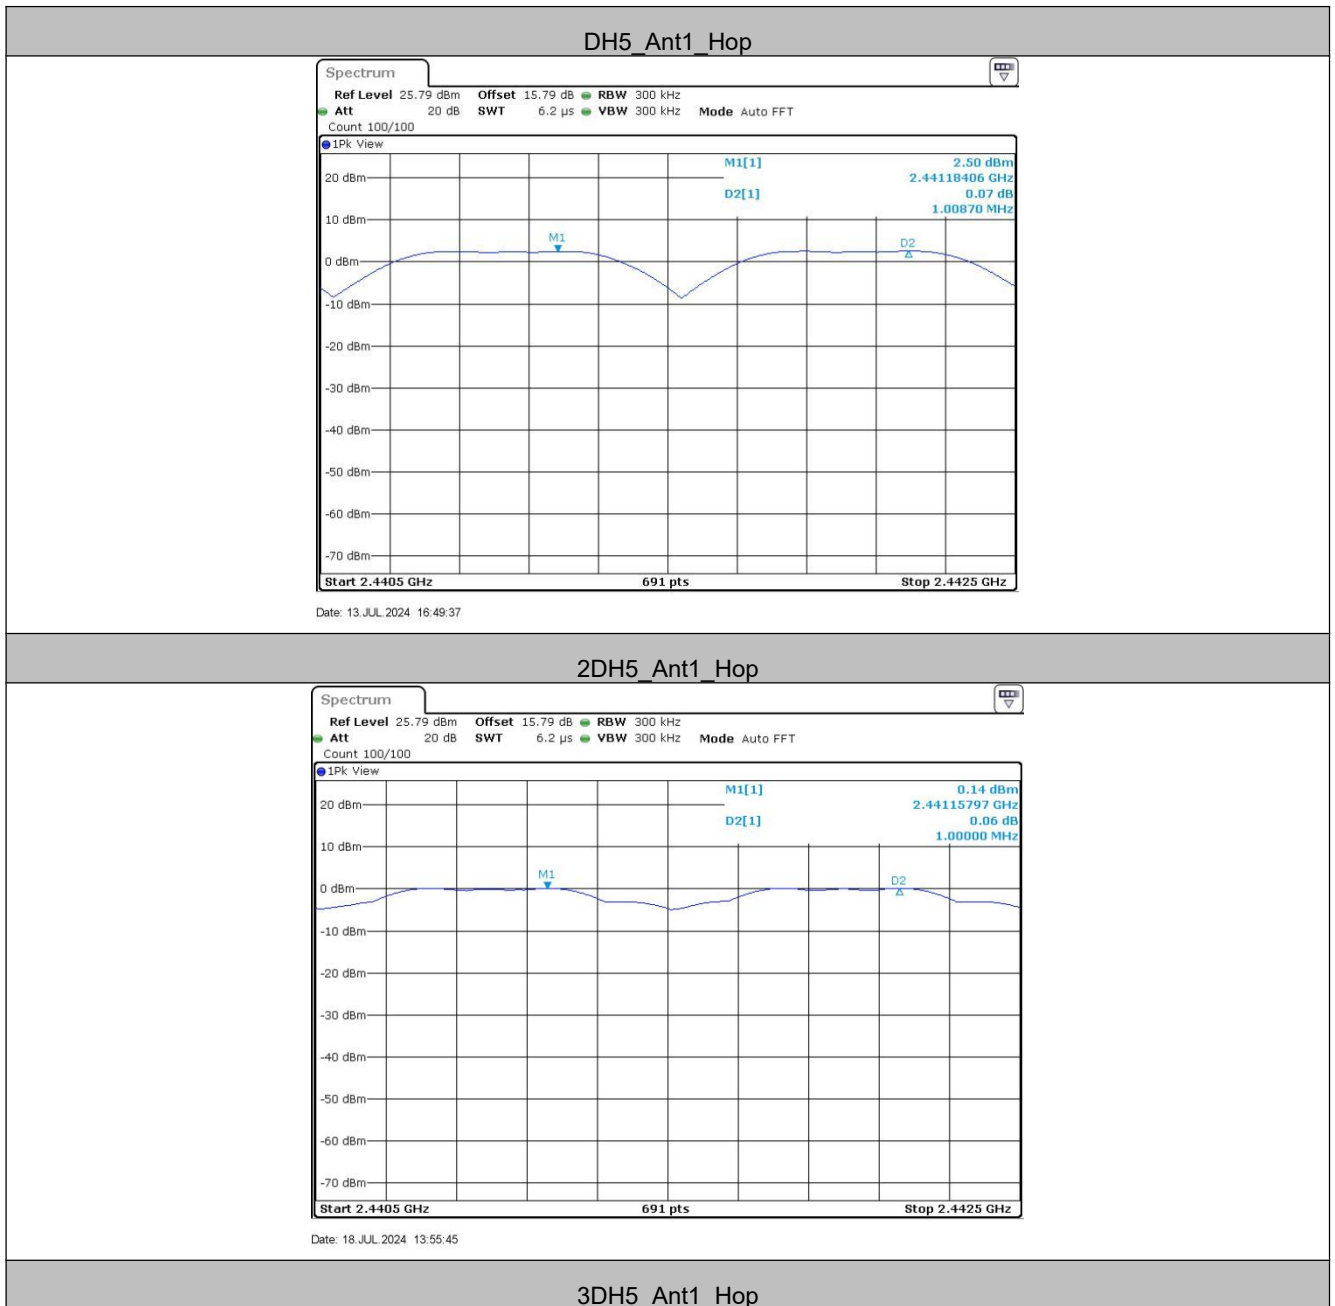 DH5_Ant1_Hop
Spectrum
Ref Level 25.79 dBm Offset 15.79 dB RBW 300 kHz
Att 20 dB SWT 6.2 µs VBW 300 kHz Mode Auto FFT
Count 100/100
1Pk View
M1[1] 2.50 dBm
2.44118406 GHz
D2[1] 0.07 dB
1.00870 MHz
20 dBm
10 dBm
M1
D2
0 dBm
-10 dBm
-20 dBm
-30 dBm
-40 dBm
-50 dBm
-60 dBm
-70 dBm
Start 2.4405 GHz 691 pts Stop 2.4425 GHz
Date: 13.JUL.2024 16:49:37
2DH5_Ant1_Hop
Spectrum
Ref Level 25.79 dBm Offset 15.79 dB RBW 300 kHz
Att 20 dB SWT 6.2 µs VBW 300 kHz Mode Auto FFT
Count 100/100
1Pk View
M1[1] 0.14 dBm
2.44115797 GHz
D2[1] 0.06 dB
1.00000 MHz
20 dBm
10 dBm
M1
D2
0 dBm
-10 dBm
-20 dBm
-30 dBm
-40 dBm
-50 dBm
-60 dBm
-70 dBm
Start 2.4405 GHz 691 pts Stop 2.4425 GHz
Date: 18.JUL.2024 13:55:45
3DH5_Ant1_Hop